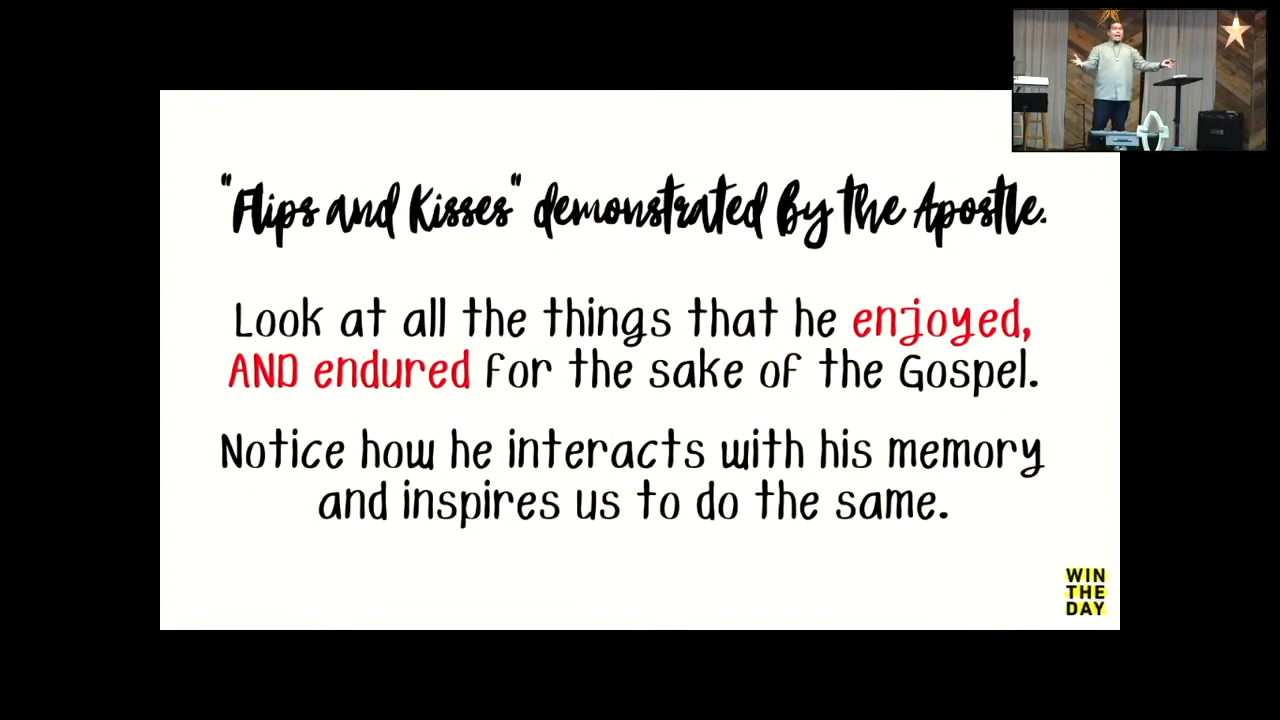 "Flips and Kisses" demonstrated By the Apostle.
Look at all the things that he enjoyed,
AND endured for the sake of the Gospel.
Notice how he interacts with his memory
and inspires us to do the same.
WIN
THE
DAY